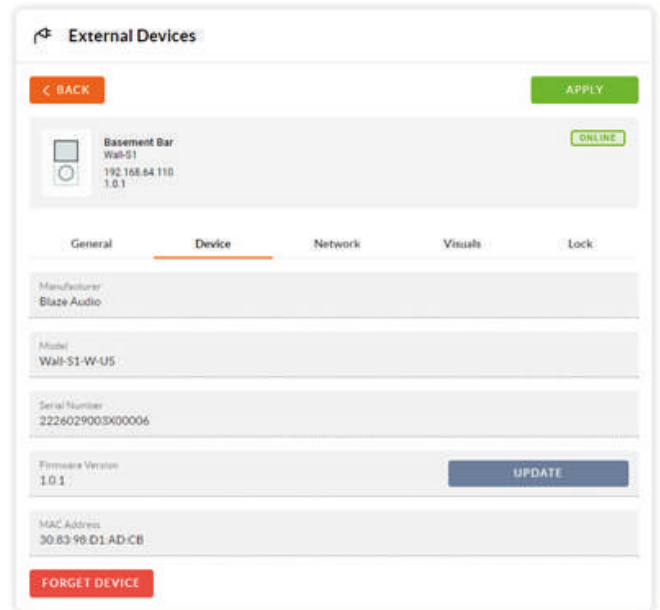 External Devices
< BACK
APPLY
Basement Bar
ONLINE
Wall-S1
192.168.64.110
1.0.1
General Device Network Visuals Lock
Manufacturer
Blaze Audio
Model
Wall-S1-W-US
Serial Number
2226029003X00006
Firmware Version
1.0.1
UPDATE
MAC Address
30:83:98:D1:AD:CB
FORGET DEVICE